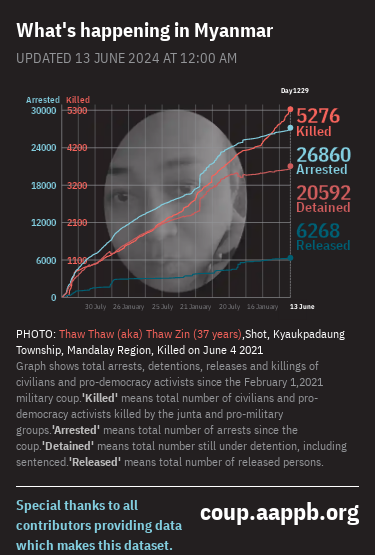 What's happening in Myanmar
UPDATED 13 JUNE 2024 AT 12:00 AM
Day1229
Arrested Killed
30000 5300
24000 4200
18000 3200
12000 2100
6000 1100
0
5276
Killed
26860
Arrested
20592
Detained
6268
Released
30 July 26 January 25 July 21 January 20 July 16 January 13 June
PHOTO: Thaw Thaw (aka) Thaw Zin (37 years),Shot, Kyaukpadaung
Township, Mandalay Region, Killed on June 4 2021
Graph shows total arrests, detentions, releases and killings of
civilians and pro-democracy activists since the February 1,2021
military coup.'Killed' means total number of civilians and pro-
democracy activists killed by the junta and pro-military
groups.'Arrested' means total number of arrests since the
coup.'Detained' means total number still under detention, including
sentenced.'Released' means total number of released persons.
Special thanks to all
contributors providing data
which makes this dataset.
coup.aappb.org